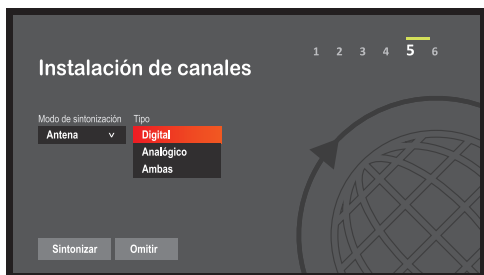 1 2 3 4 5 6
Instalación de canales
Modo de sintonización Tipo
Antena Digital
Analógico
Ambas
Sintonizar Omitir